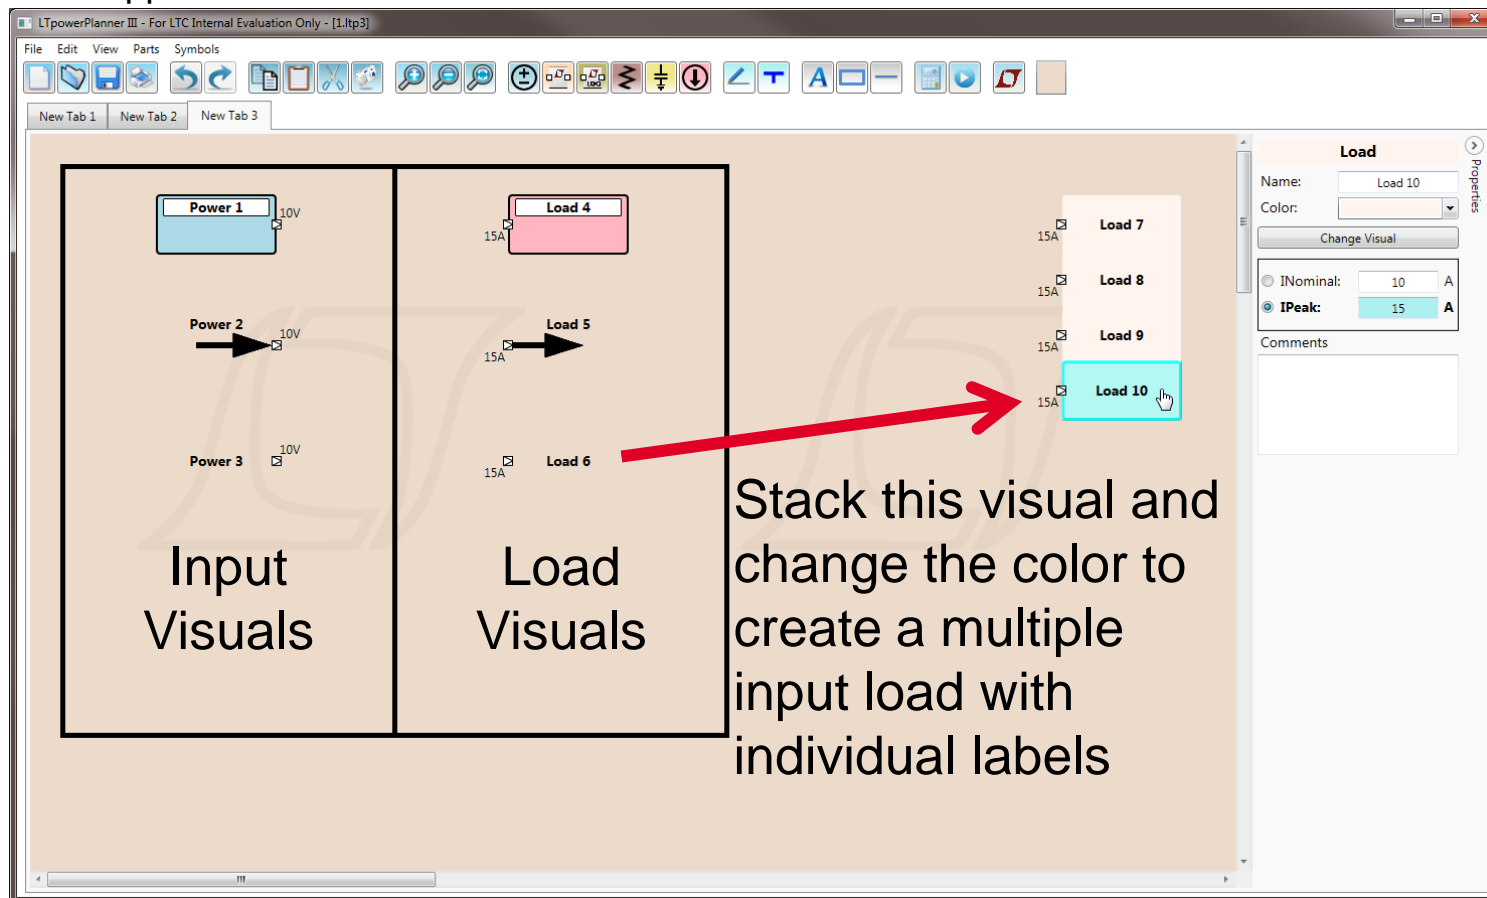 LTpowerPlanner III - For LTC Internal Evaluation Only - [1.ltp3]
File Edit View Parts Symbols
LDO
A
New Tab 1 New Tab 2 New Tab 3
Power 1
10V
Load 4
15A
Power 2
10V
Load 5
15A
Power 3
10V
Load 6
15A
Input
Visuals
Load
Visuals
Load 7
15A
Load 8
15A
Load 9
15A
Load 10
15A
Stack this visual and
change the color to
create a multiple
input load with
individual labels
Load
Name: Load 10
Color:
Change Visual
INominal: 10 A
IPeak: 15 A
Comments
Properties